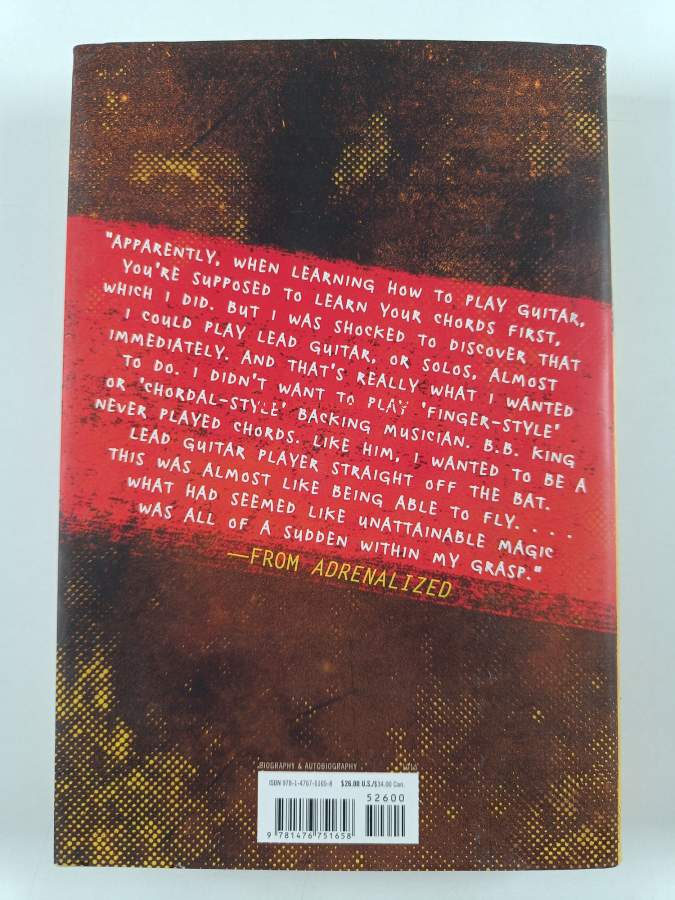 "APPARENTLY, WHEN LEARNING HOW TO PLAY GUITAR,
YOU'RE SUPPOSED TO LEARN YOUR CHORDS FIRST,
WHICH I DID. BUT I WAS SHOCKED TO DISCOVER THAT
I COULD PLAY LEAD GUITAR, OR SOLOS, ALMOST
IMMEDIATELY. AND THAT'S REALLY WHAT I WANTED
TO DO. I DIDN'T WANT TO PLAY 'FINGER-STYLE'
OR 'CHORDAL-STYLE' BACKING MUSICIAN. B.B. KING
NEVER PLAYED CHORDS. LIKE HIM, I WANTED TO BE A
LEAD GUITAR PLAYER STRAIGHT OFF THE BAT.
THIS WAS ALMOST LIKE BEING ABLE TO FLY. . . .
WHAT HAD SEEMED LIKE UNATTAINABLE MAGIC
WAS ALL OF A SUDDEN WITHIN MY GRASP."
—FROM ADRENALIZED
BIOGRAPHY & AUTOBIOGRAPHY
ISBN 978-1-4767-5165-8 $26.00 U.S./$34.00 Can.
52600
9 781476 751658